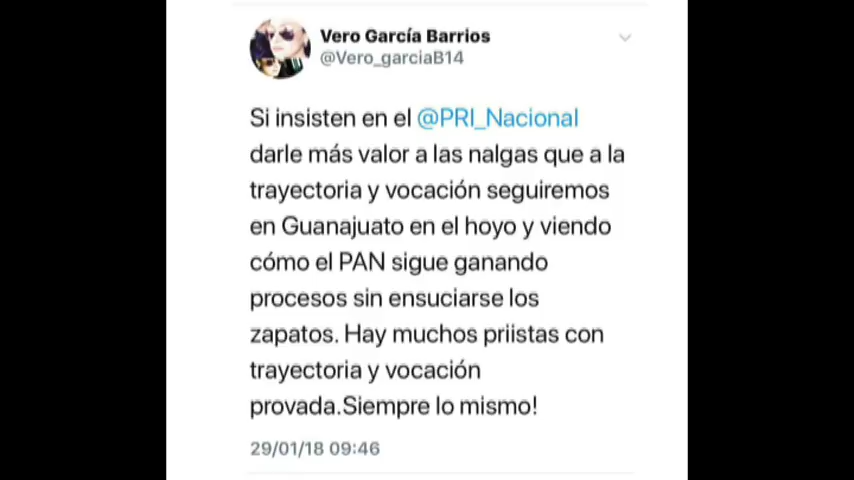 Vero García Barrios
@Vero_garciaB14
Si insisten en el @PRI_Nacional
darle más valor a las nalgas que a la
trayectoria y vocación seguiremos
en Guanajuato en el hoyo y viendo
cómo el PAN sigue ganando
procesos sin ensuciarse los
zapatos. Hay muchos priistas con
trayectoria y vocación
provada.Siempre lo mismo!
29/01/18 09:46